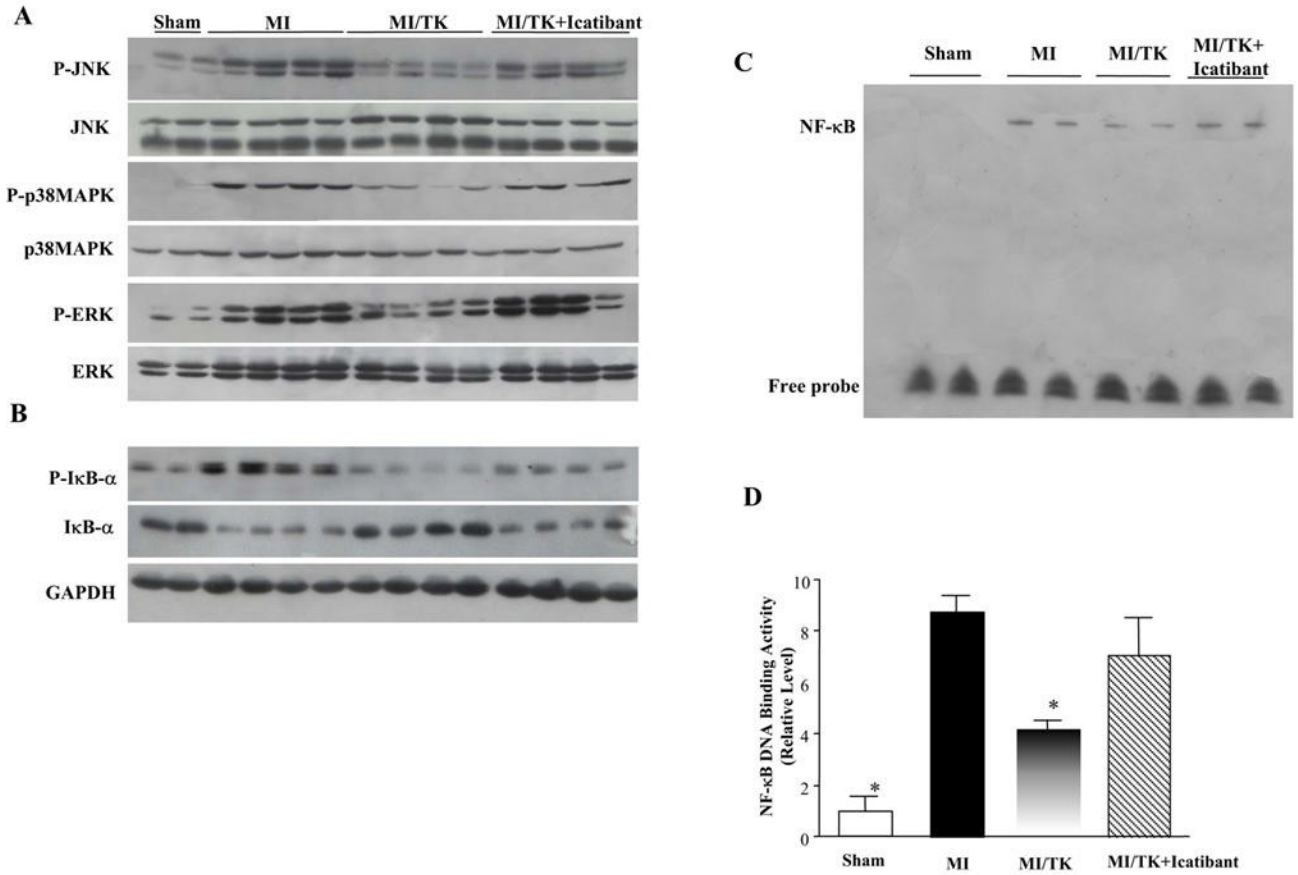 A
Sham MI MI/TK MI/TK+Icatibant
P-JNK
JNK
P-p38MAPK
p38MAPK
P-ERK
ERK
B
P-IκB-α
IκB-α
GAPDH
C
Sham MI MI/TK MI/TK+
Icatibant
NF-κB
Free probe
D
NF-κB DNA Binding Activity
(Relative Level)
10
8
6
4
2
0
*
*
Sham MI MI/TK MI/TK+Icatibant